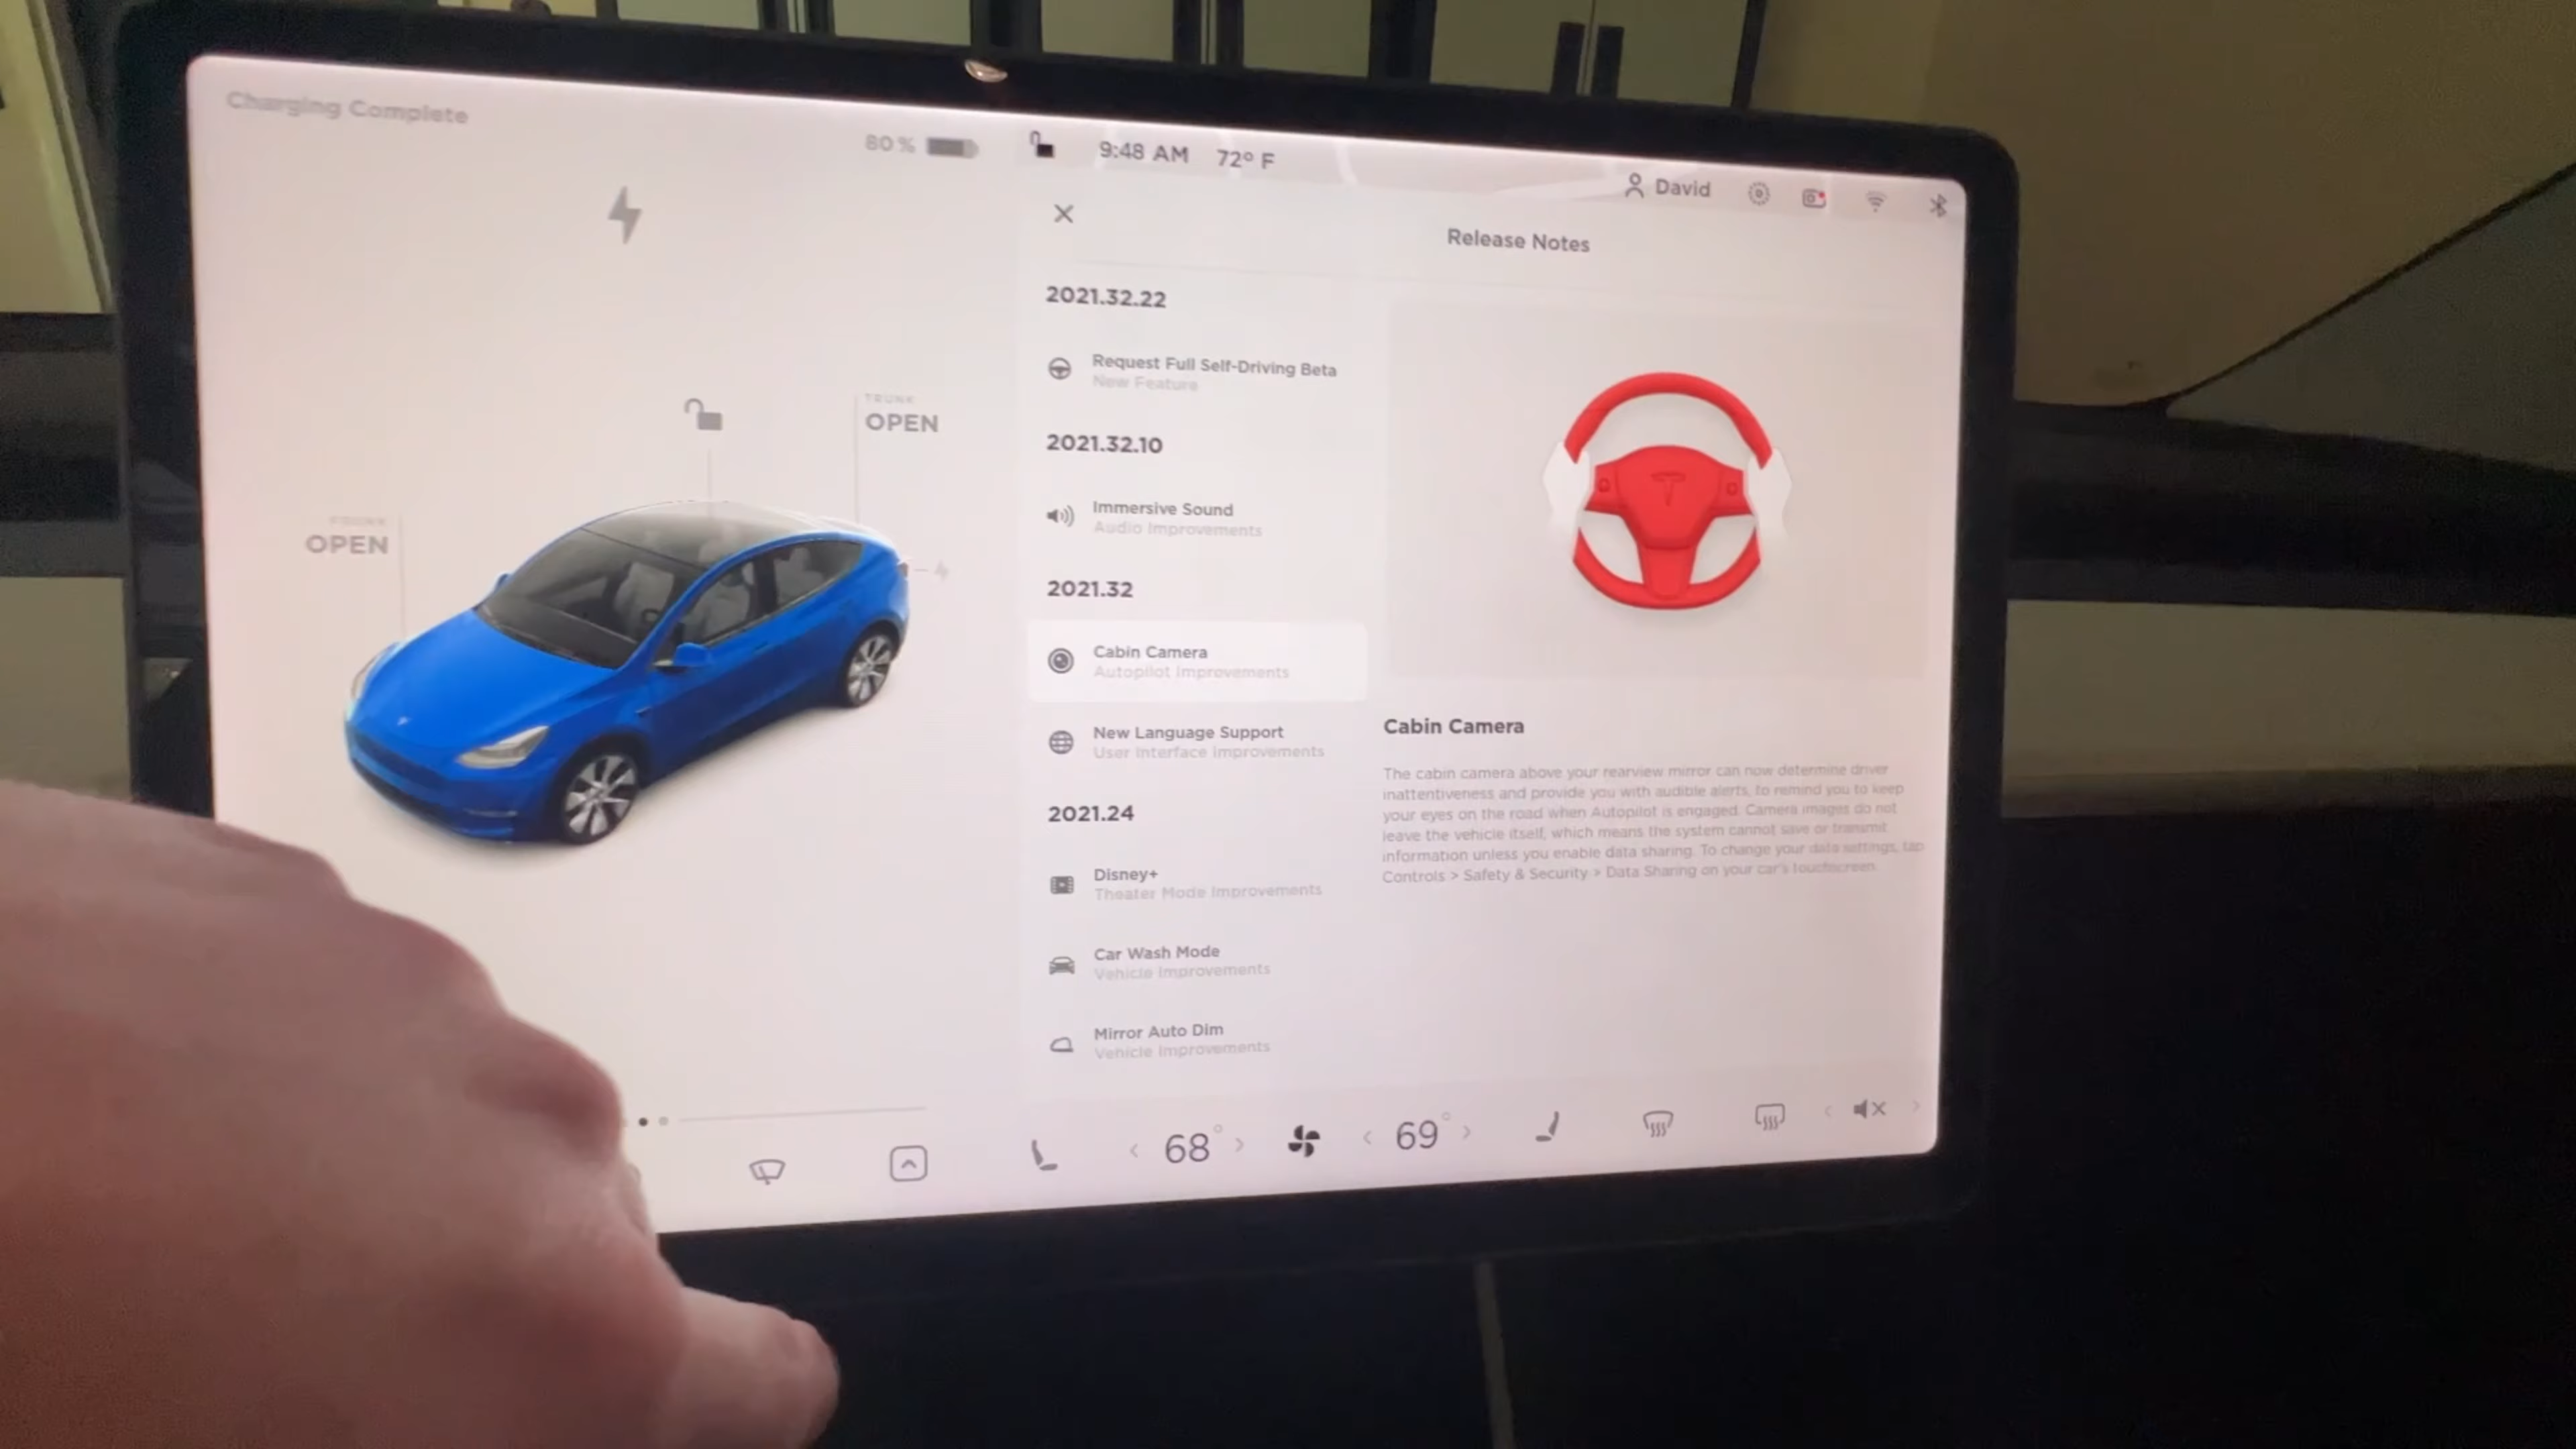 Charging Complete
80 %
9:48 AM
72° F
David
Release Notes
TRUNK
OPEN
FRUNK
OPEN
2021.32.22
Request Full Self-Driving Beta
New Feature
2021.32.10
Immersive Sound
Audio Improvements
2021.32
Cabin Camera
Autopilot Improvements
New Language Support
User Interface Improvements
2021.24
Disney+
Theater Mode Improvements
Car Wash Mode
Vehicle Improvements
Mirror Auto Dim
Vehicle Improvements
Cabin Camera
The cabin camera above your rearview mirror can now determine driver
inattentiveness and provide you with audible alerts, to remind you to keep
your eyes on the road when Autopilot is engaged. Camera images do not
leave the vehicle itself, which means the system cannot save or transmit
information unless you enable data sharing. To change your data settings, tap
Controls > Safety & Security > Data Sharing on your car's touchscreen.
68°
69°